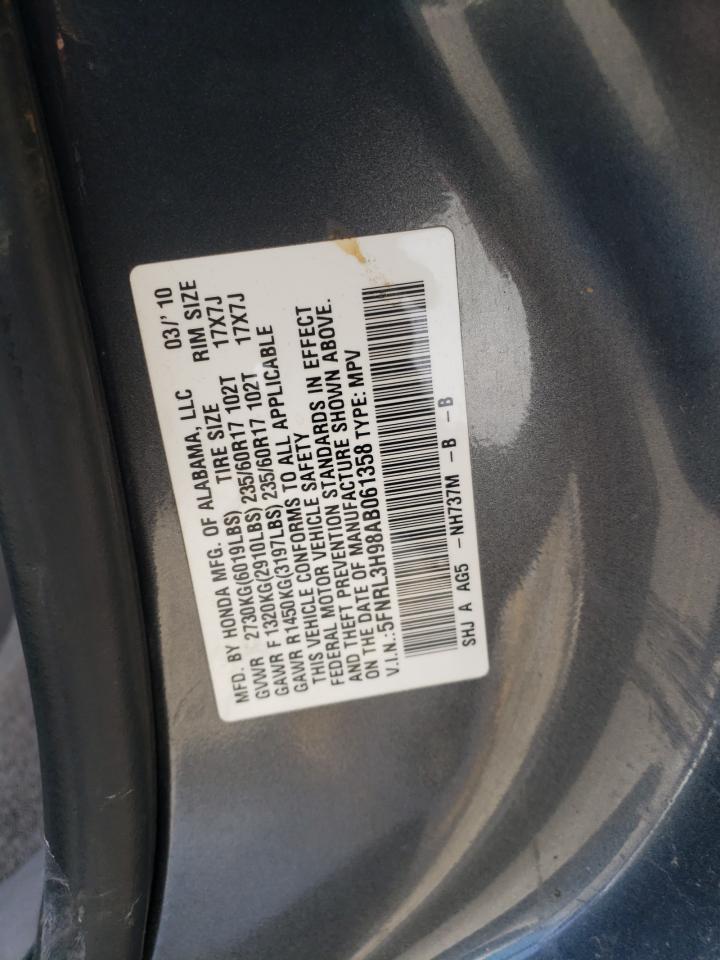 MFD. BY HONDA MFG. OF ALABAMA, LLC 03/' 10
GVWR 2730KG(6019LBS) TIRE SIZE RIM SIZE
GAWR F 1320KG(2910LBS) 235/60R17 102T 17X7J
GAWR R 1450KG(3197LBS) 235/60R17 102T 17X7J
THIS VEHICLE CONFORMS TO ALL APPLICABLE
FEDERAL MOTOR VEHICLE SAFETY
AND THEFT PREVENTION STANDARDS IN EFFECT
ON THE DATE OF MANUFACTURE SHOWN ABOVE.
V.I.N.:5FNRL3H98AB061358 TYPE: MPV
SHJ A AG5 -NH737M -B -B